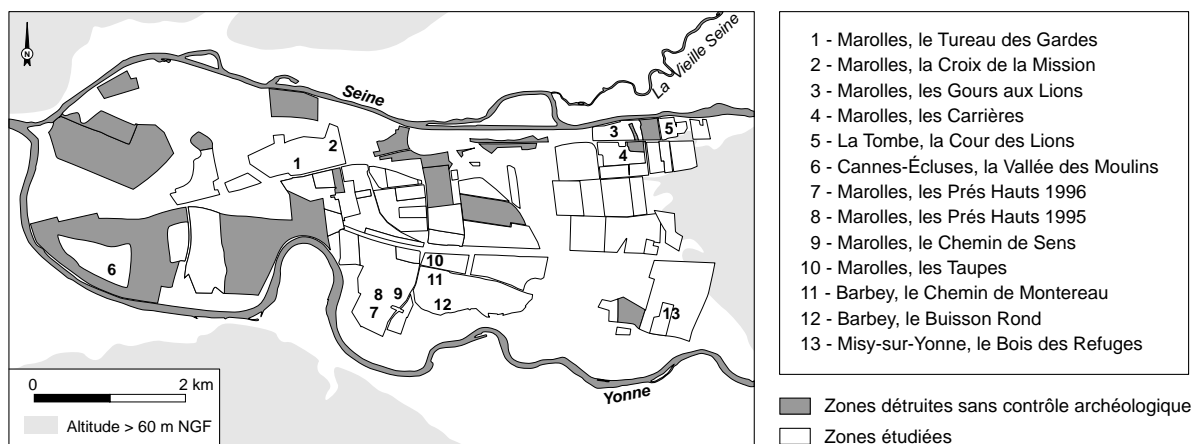 N
Seine
La Vieille Seine
1
2
3
4
5
6
7
8
9
10
11
12
13
Yonne
0 2 km
Altitude > 60 m NGF
1 - Marolles, le Tureau des Gardes
2 - Marolles, la Croix de la Mission
3 - Marolles, les Gours aux Lions
4 - Marolles, les Carrières
5 - La Tombe, la Cour des Lions
6 - Cannes-Écluses, la Vallée des Moulins
7 - Marolles, les Prés Hauts 1996
8 - Marolles, les Prés Hauts 1995
9 - Marolles, le Chemin de Sens
10 - Marolles, les Taupes
11 - Barbey, le Chemin de Montereau
12 - Barbey, le Buisson Rond
13 - Misy-sur-Yonne, le Bois des Refuges
Zones détruites sans contrôle archéologique
Zones étudiées